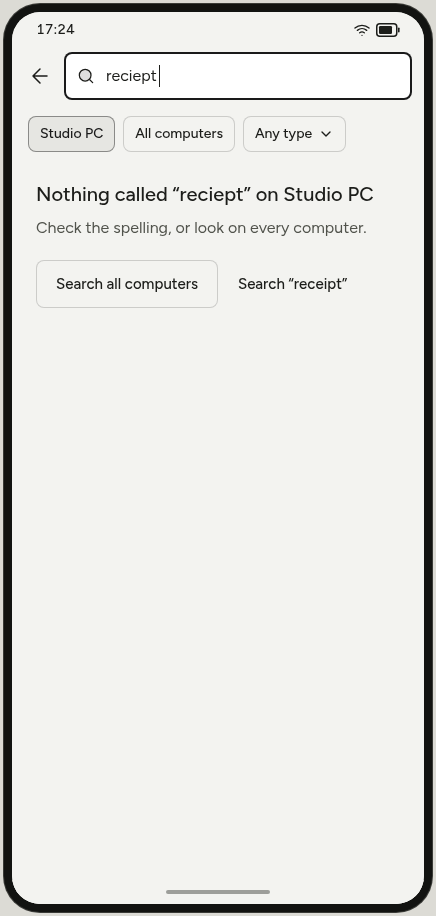 17:24
reciept
Studio PC All computers Any type
Nothing called “reciept” on Studio PC
Check the spelling, or look on every computer.
Search all computers Search “receipt”